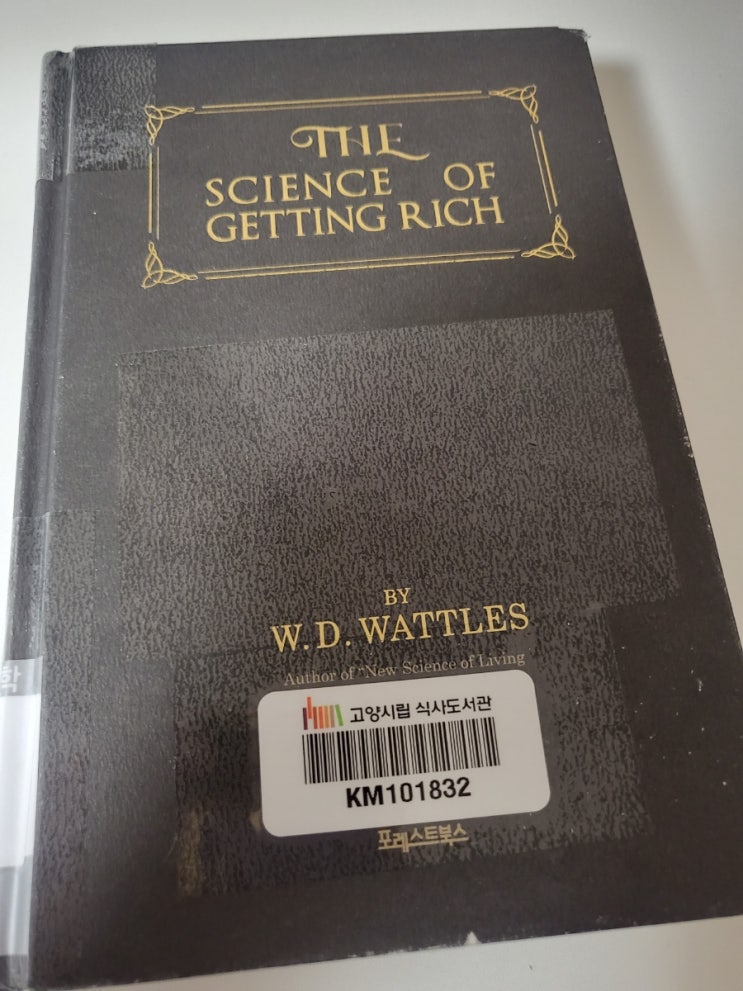 THE
SCIENCE OF
GETTING RICH
BY
W. D. WATTLES
Author of "New Science of Living
학
고양시립 식사도서관
KM101832
포레스트북스